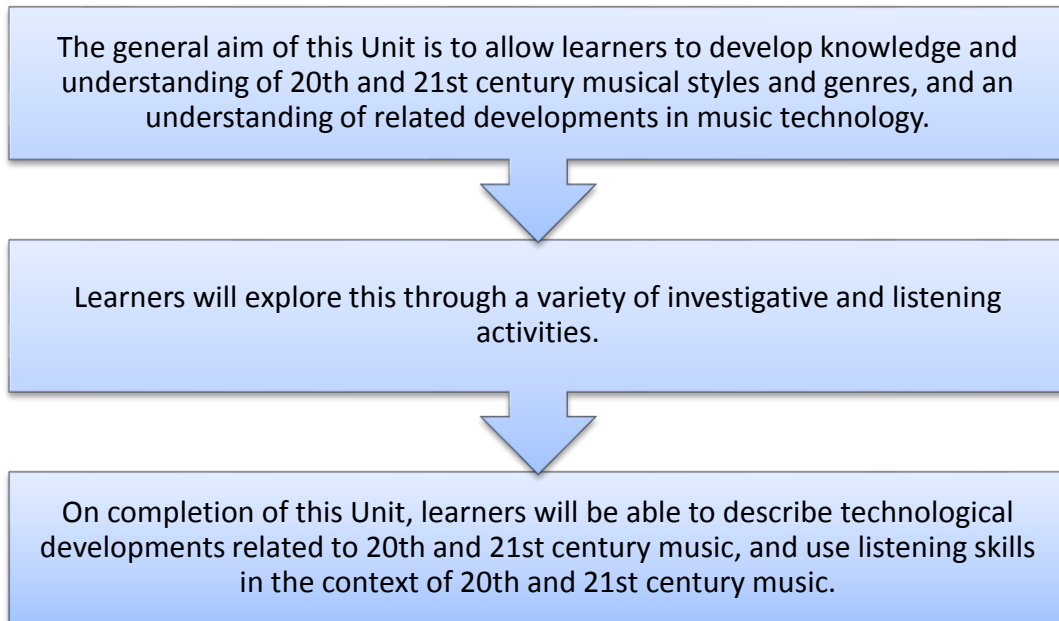 The general aim of this Unit is to allow learners to develop knowledge and
understanding of 20th and 21st century musical styles and genres, and an
understanding of related developments in music technology.
Learners will explore this through a variety of investigative and listening
activities.
On completion of this Unit, learners will be able to describe technological
developments related to 20th and 21st century music, and use listening skills
in the context of 20th and 21st century music.